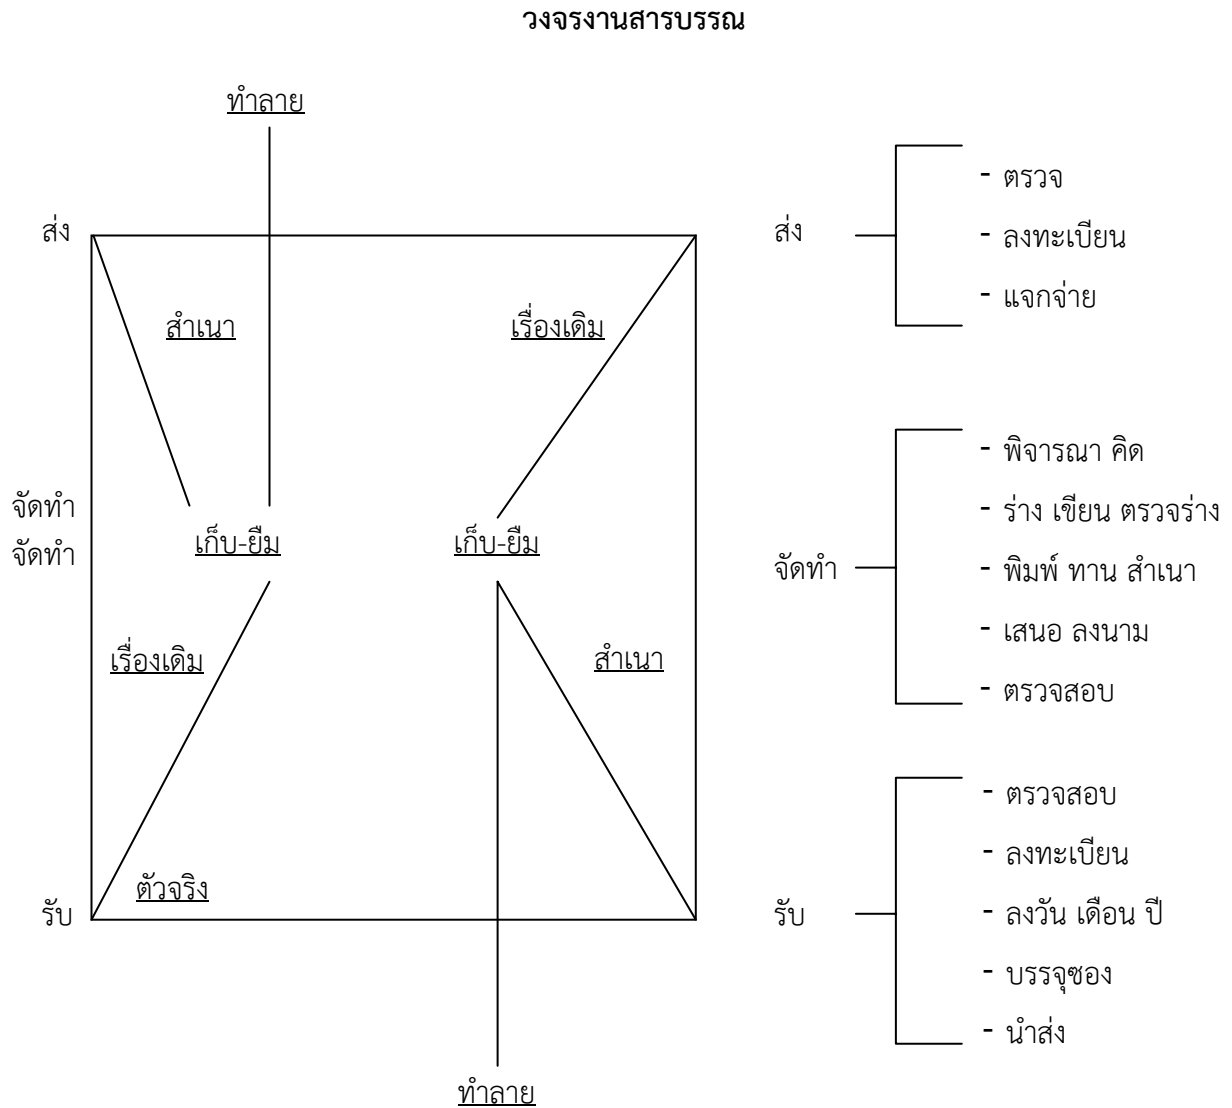 วงจรงานสารบรรณ
ทำลาย
ส่ง
สำเนา
เรื่องเดิม
จัดทำ
จัดทำ
เก็บ-ยืม
เก็บ-ยืม
เรื่องเดิม
สำเนา
ตัวจริง
รับ
ทำลาย
ส่ง
- ตรวจ
- ลงทะเบียน
- แจกจ่าย
จัดทำ
- พิจารณา คิด
- ร่าง เขียน ตรวจร่าง
- พิมพ์ ทาน สำเนา
- เสนอ ลงนาม
- ตรวจสอบ
รับ
- ตรวจสอบ
- ลงทะเบียน
- ลงวัน เดือน ปี
- บรรจุซอง
- นำส่ง